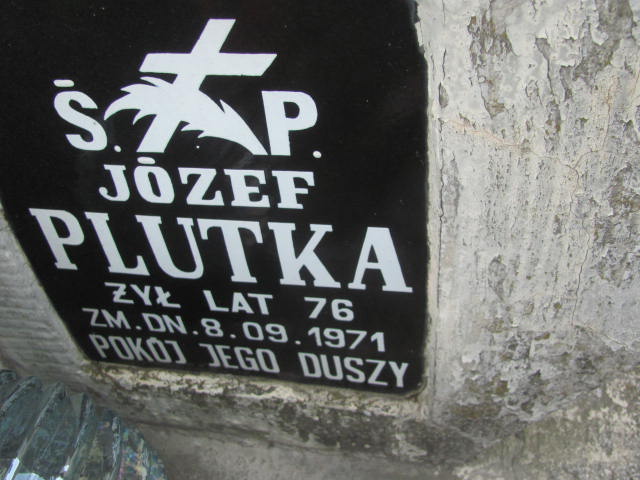 Ś. P.
JÓZEF
PLUTKA
ŻYŁ LAT 76
ZM. DN. 8.09.1971
POKÓJ JEGO DUSZY